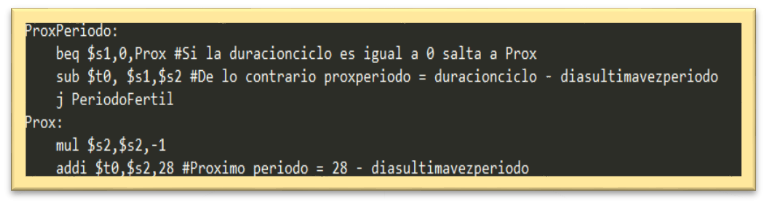 ProxPeriodo:
beq $s1,0,Prox #Si la duracionciclo es igual a 0 salta a Prox
sub $t0, $s1,$s2 #De lo contrario proxperiodo = duracionciclo - diasultimavezperiodo
j PeriodoFertil
Prox:
mul $s2,$s2,-1
addi $t0,$s2,28 #Proximo periodo = 28 - diasultimavezperiodo